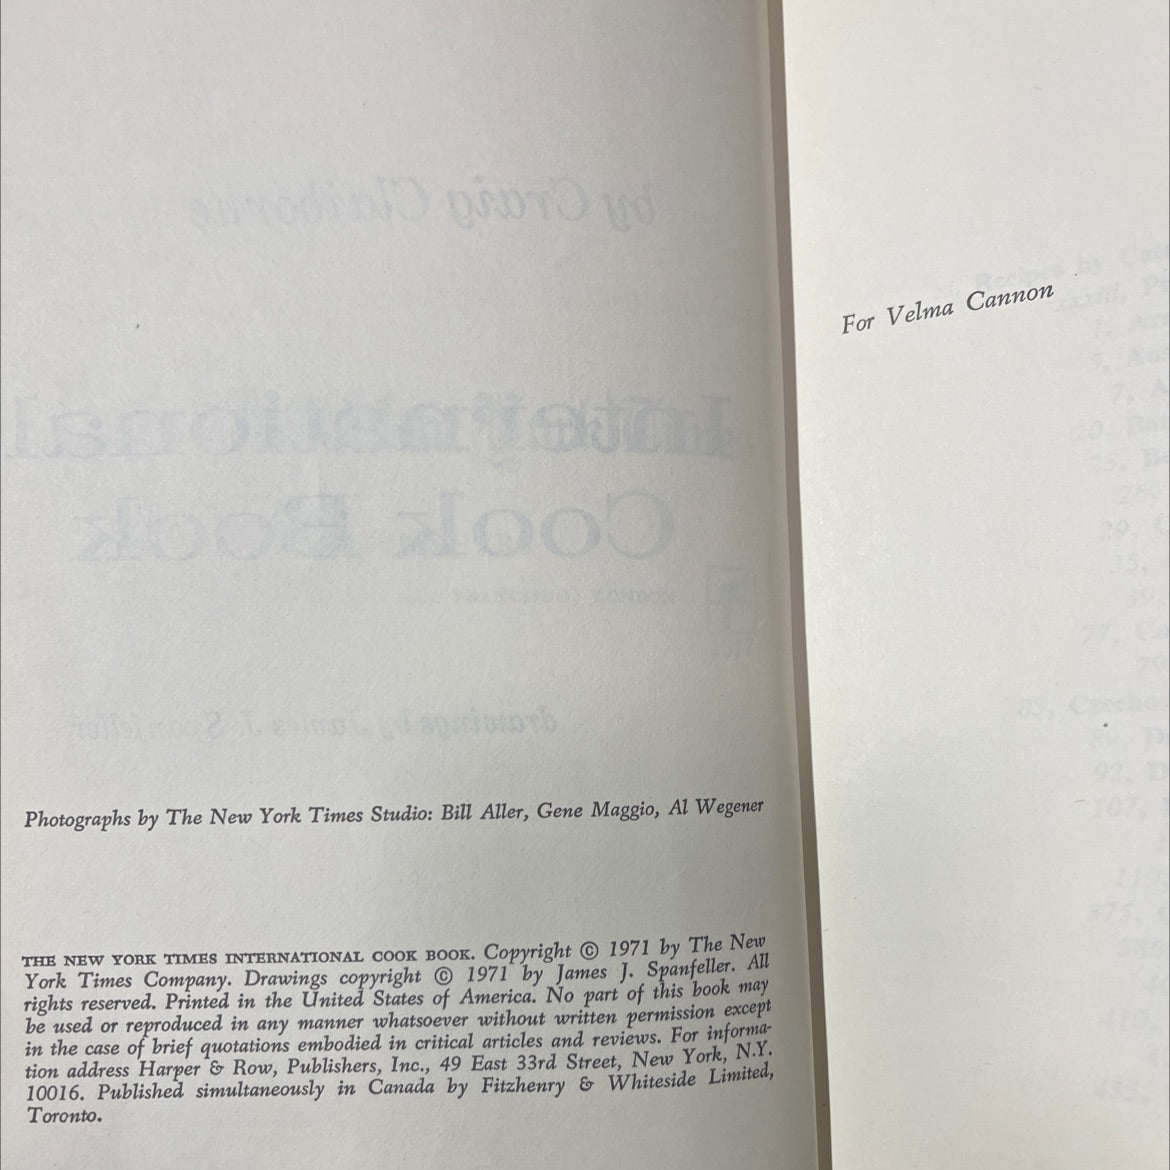 Photographs by The New York Times Studio: Bill Aller, Gene Maggio, Al Wegener
THE NEW YORK TIMES INTERNATIONAL COOK BOOK. Copyright © 1971 by The New
York Times Company. Drawings copyright © 1971 by James J. Spanfeller. All
rights reserved. Printed in the United States of America. No part of this book may
be used or reproduced in any manner whatsoever without written permission except
in the case of brief quotations embodied in critical articles and reviews. For informa-
tion address Harper & Row, Publishers, Inc., 49 East 33rd Street, New York, N.Y.
10016. Published simultaneously in Canada by Fitzhenry & Whiteside Limited,
Toronto.
For Velma Cannon